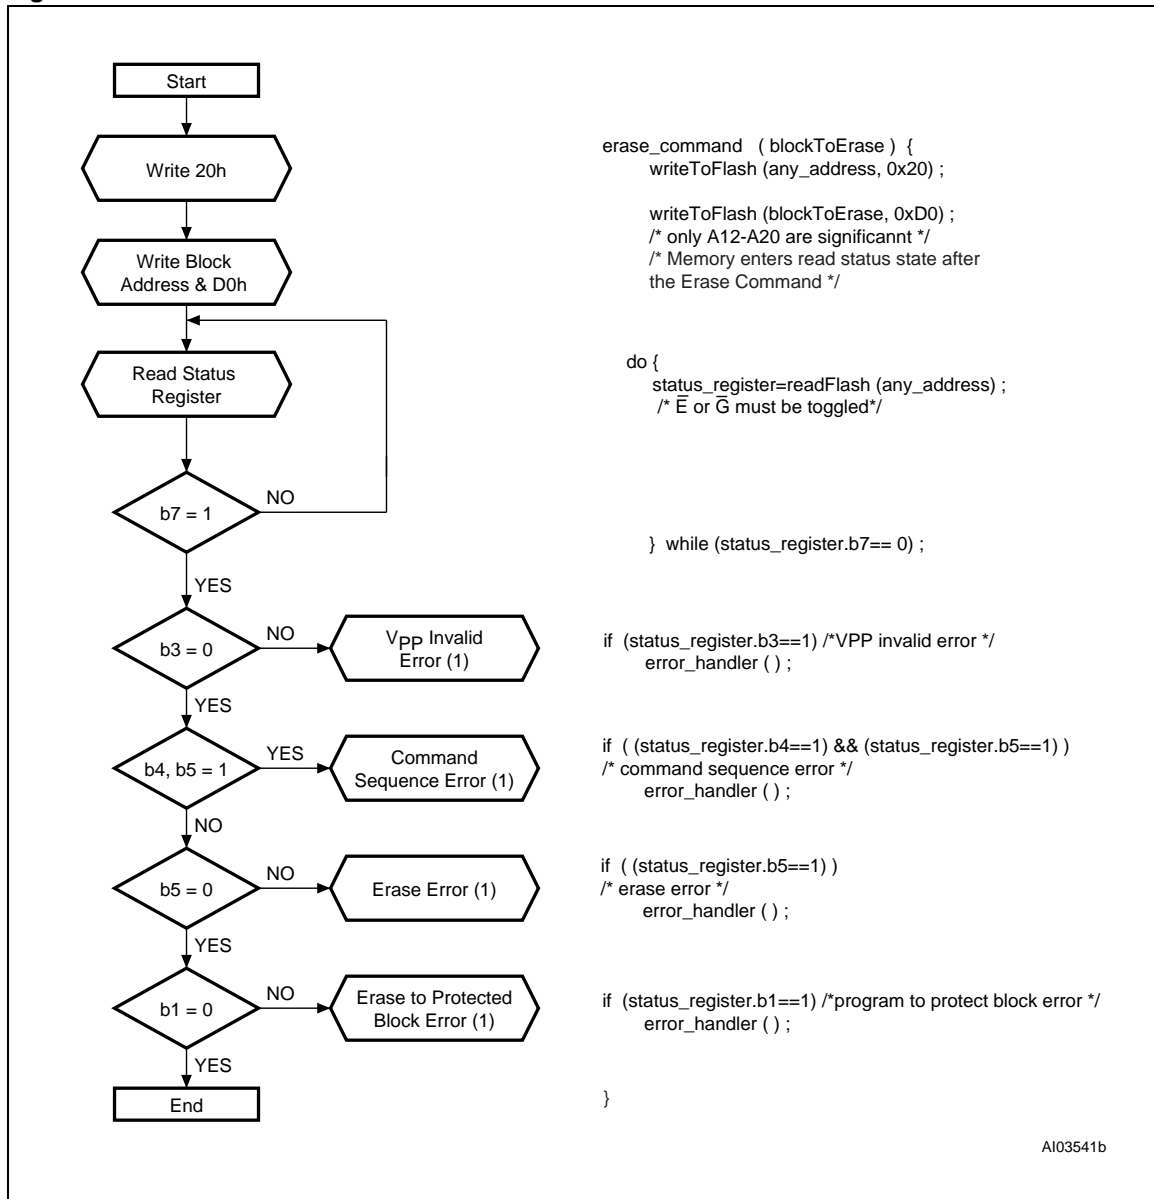 Start
Write 20h
Write Block
Address & D0h
Read Status
Register
b7 = 1
NO
YES
b3 = 0
NO
VPP Invalid
Error (1)
YES
b4, b5 = 1
YES
Command
Sequence Error (1)
NO
b5 = 0
NO
Erase Error (1)
YES
b1 = 0
NO
Erase to Protected
Block Error (1)
YES
End
erase_command ( blockToErase ) {
writeToFlash (any_address, 0x20) ;
writeToFlash (blockToErase, 0xD0) ;
/* only A12-A20 are significannt */
/* Memory enters read status state after
the Erase Command */
do {
status_register=readFlash (any_address) ;
/* E̅ or G̅ must be toggled*/
} while (status_register.b7== 0) ;
if (status_register.b3==1) /*VPP invalid error */
error_handler ( ) ;
if ( (status_register.b4==1) && (status_register.b5==1) )
/* command sequence error */
error_handler ( ) ;
if ( (status_register.b5==1) )
/* erase error */
error_handler ( ) ;
if (status_register.b1==1) /*program to protect block error */
error_handler ( ) ;
}
AI03541b